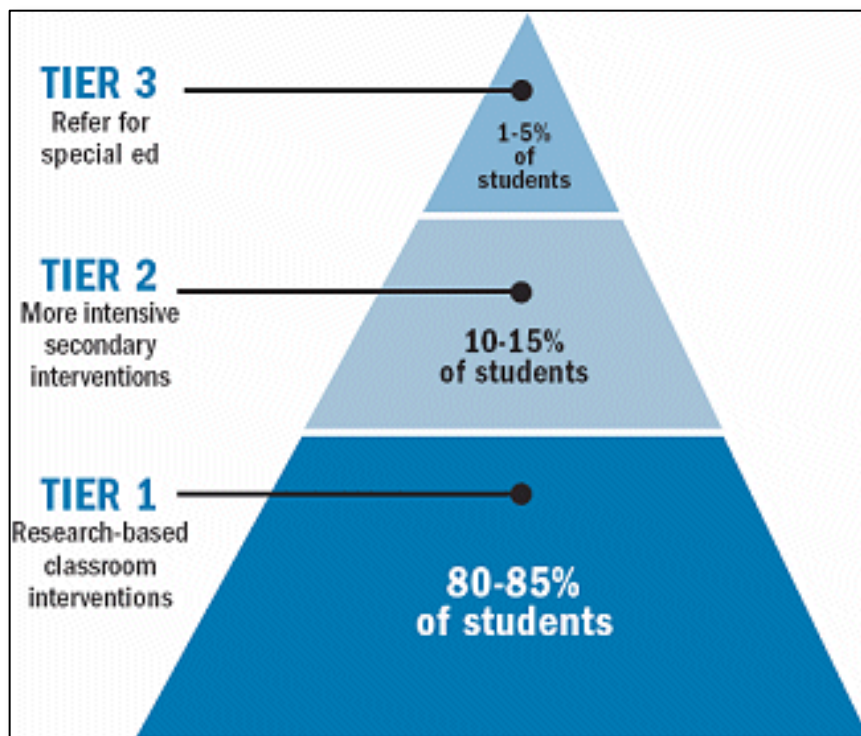 TIER 3
Refer for
special ed
1-5%
of
students
TIER 2
More intensive
secondary
interventions
10-15%
of students
TIER 1
Research-based
classroom
interventions
80-85%
of students